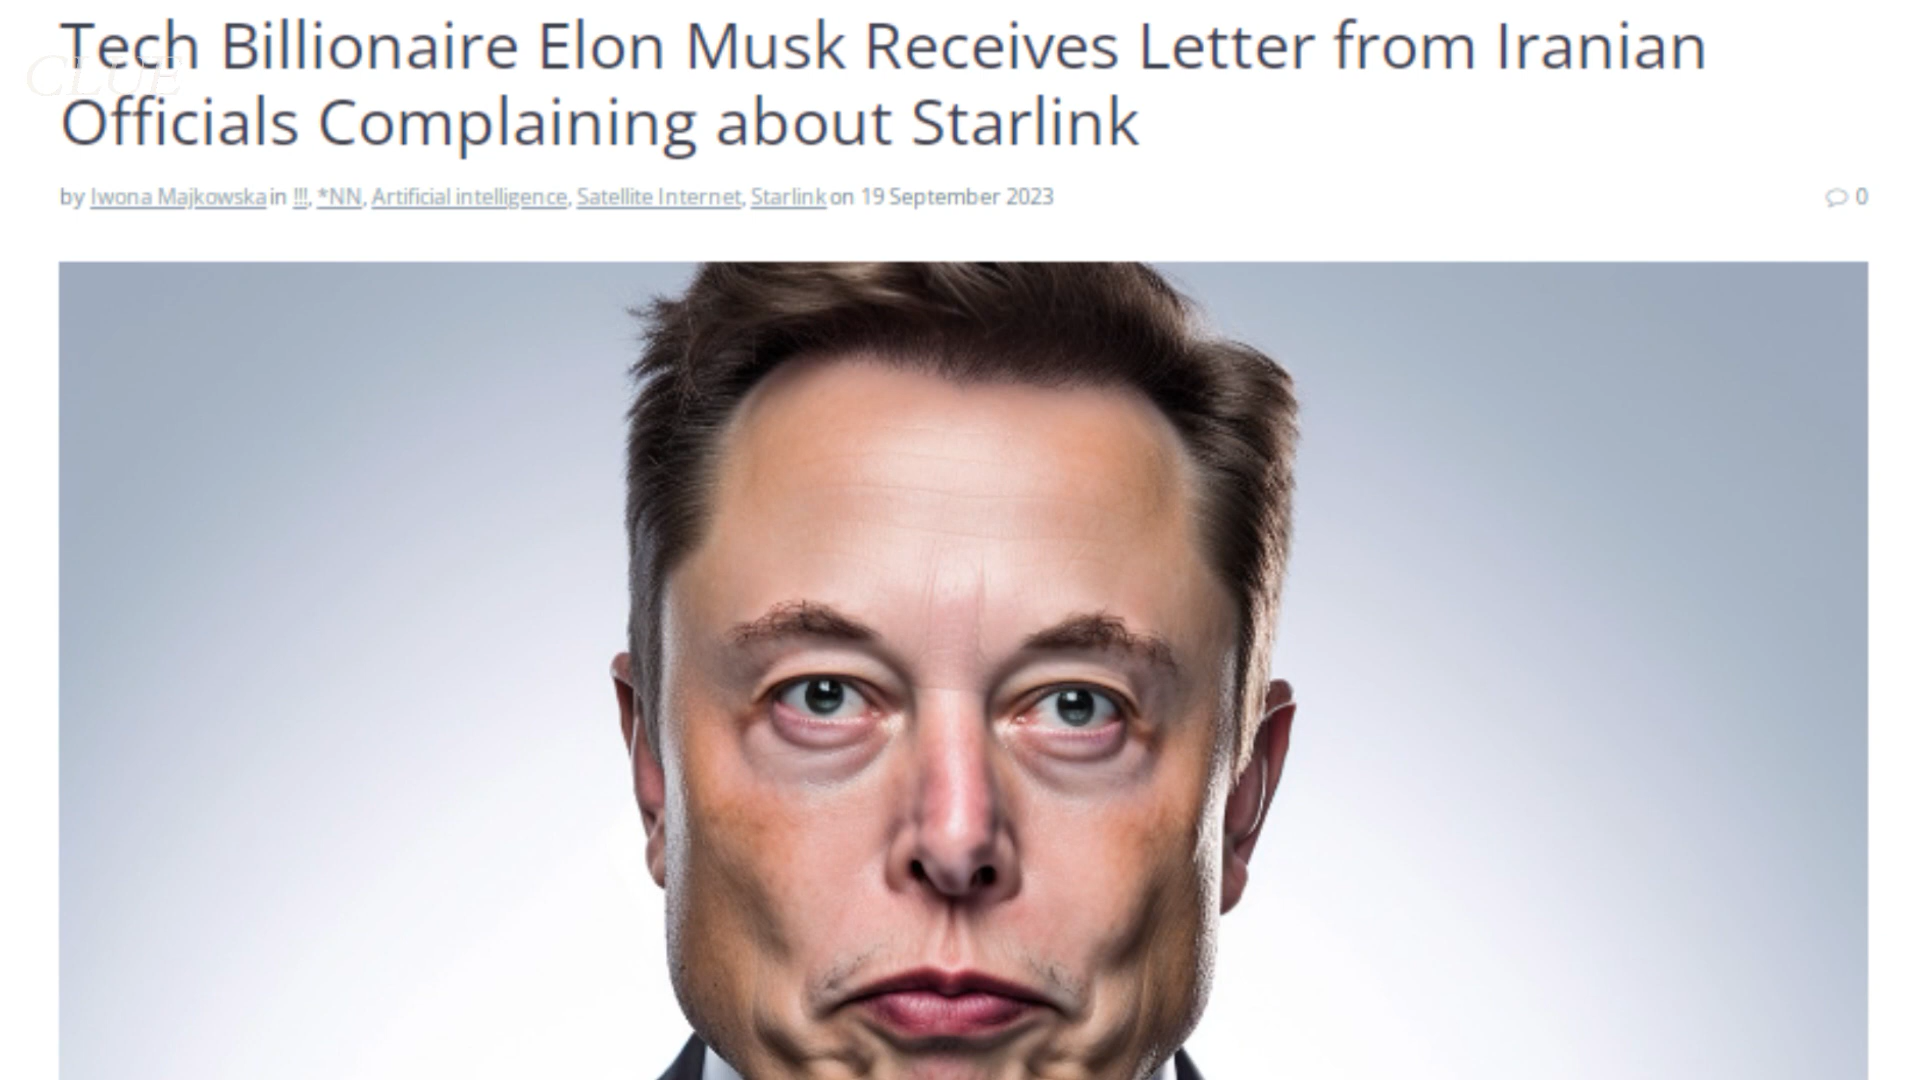 Tech Billionaire Elon Musk Receives Letter from Iranian
CLUE
Officials Complaining about Starlink
by Iwona Majkowska in !!!, *NN, Artificial intelligence, Satellite Internet, Starlink on 19 September 2023
0